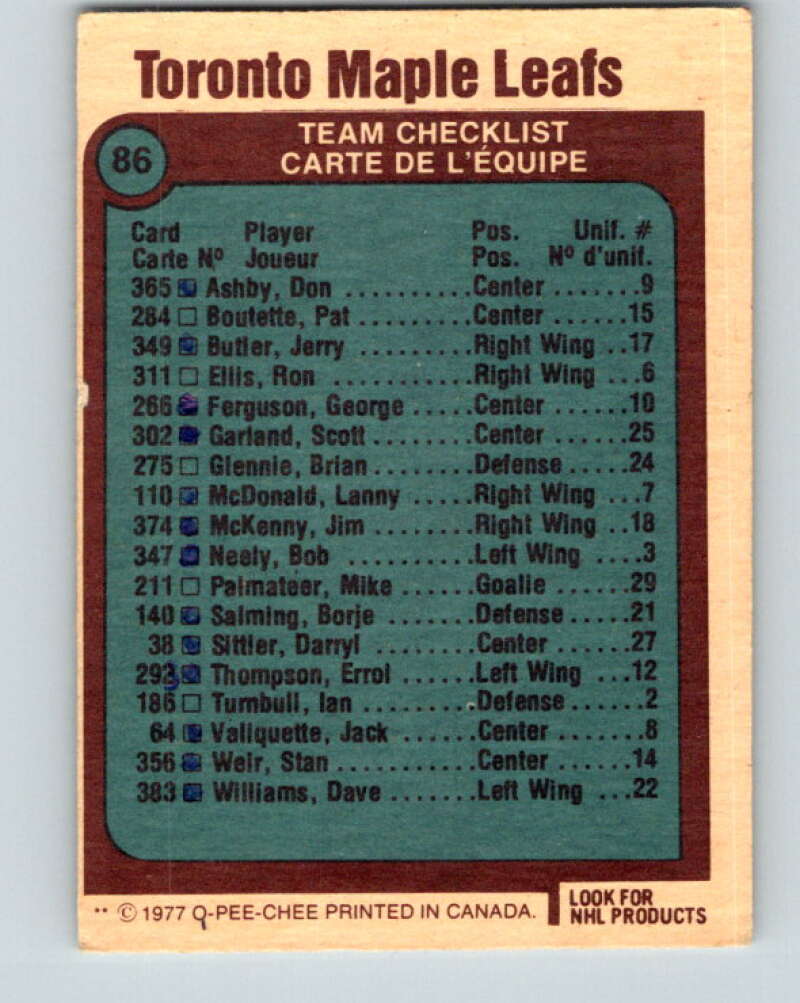 Toronto Maple Leafs
86
TEAM CHECKLIST
CARTE DE L'ÉQUIPE
Card Player Pos. Unif. #
Carte Nº Joueur Pos. Nº d'unif.
365 Ashby, Don ..........Center .......9
284 □ Boutette, Pat .........Center ......15
349 Butler, Jerry .........Right Wing ..17
311 □ Ellis, Ron ...........Right Wing ...6
266 Ferguson, George .....Center ......10
302 Garland, Scott ........Center ......25
275 □ Glennie, Brian ........Defense .....24
110 McDonald, Lanny .....Right Wing ...7
374 McKenny, Jim ........Right Wing ..18
347 Neely, Bob ..........Left Wing ....3
211 □ Palmateer, Mike ......Goalie ......29
140 Salming, Borje .......Defense .....21
38 Sittler, Darryl ........Center ......27
293 Thompson, Errol .....Left Wing ...12
186 □ Turnbull, Ian .........Defense ......2
64 Valiquette, Jack ......Center .......8
356 Weir, Stan ..........Center ......14
383 Williams, Dave .......Left Wing ...22
** © 1977 O-PEE-CHEE PRINTED IN CANADA.
LOOK FOR
NHL PRODUCTS